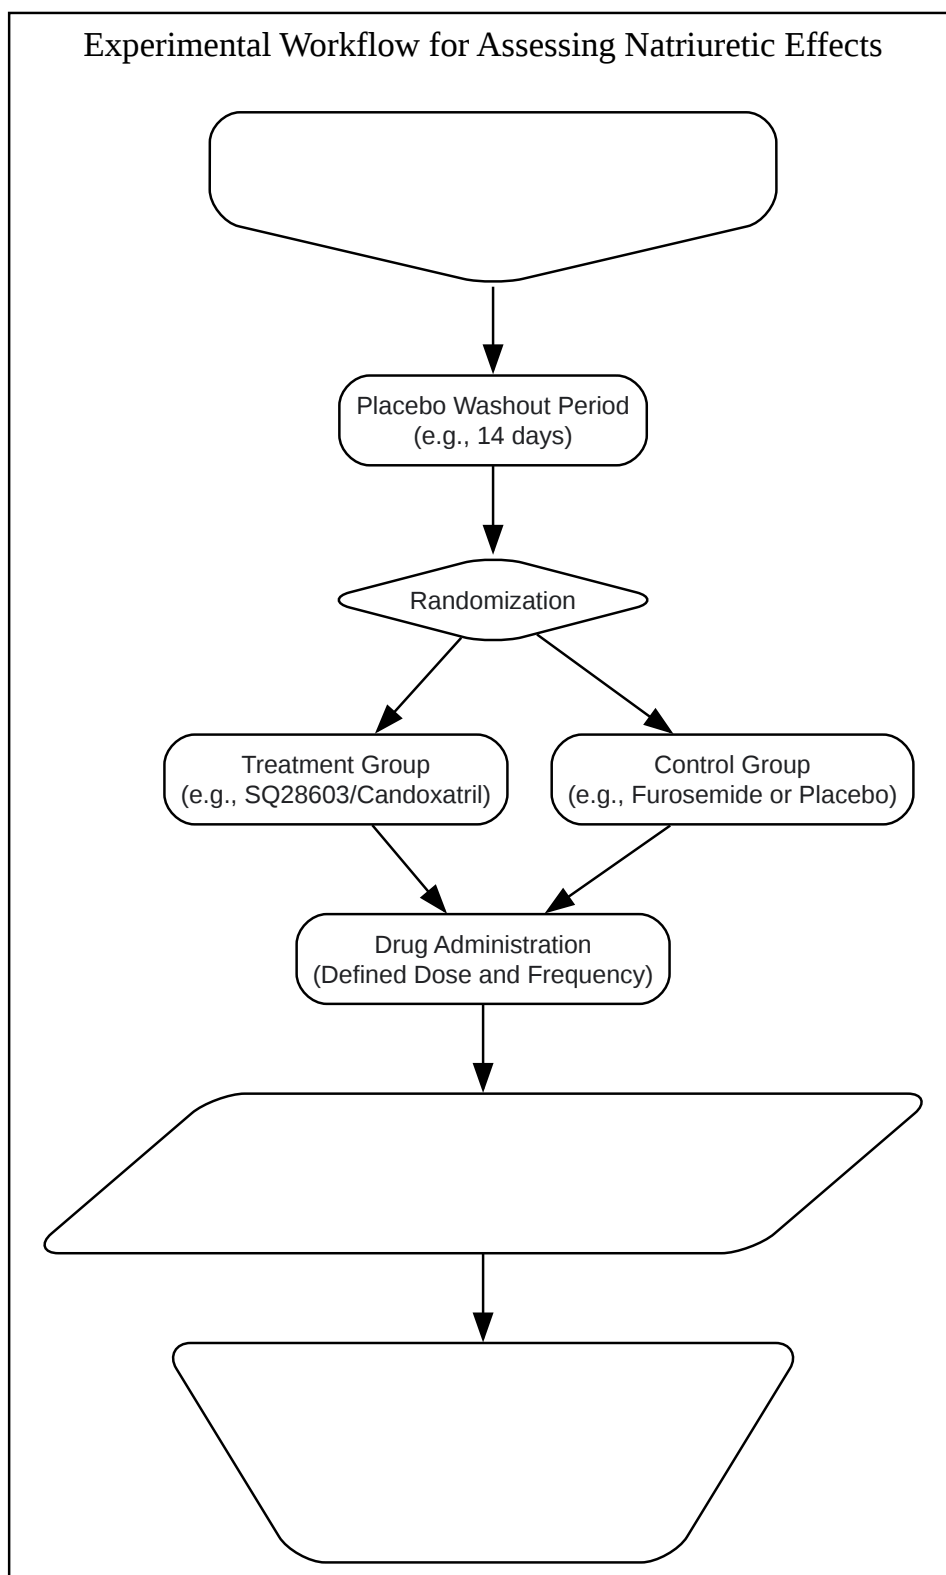 Experimental Workflow for Assessing Natriuretic Effects
Placebo Washout Period
(e.g., 14 days)
Randomization
Treatment Group
(e.g., SQ28603/Candoxatril)
Control Group
(e.g., Furosemide or Placebo)
Drug Administration
(Defined Dose and Frequency)